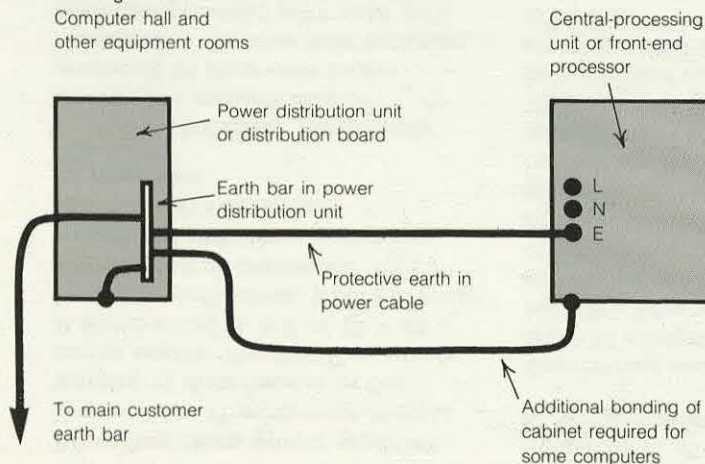 Computer hall and
other equipment rooms
Central-processing
unit or front-end
processor
Power distribution unit
or distribution board
Earth bar in power
distribution unit
L
N
E
Protective earth in
power cable
To main customer
earth bar
Additional bonding of
cabinet required for
some computers